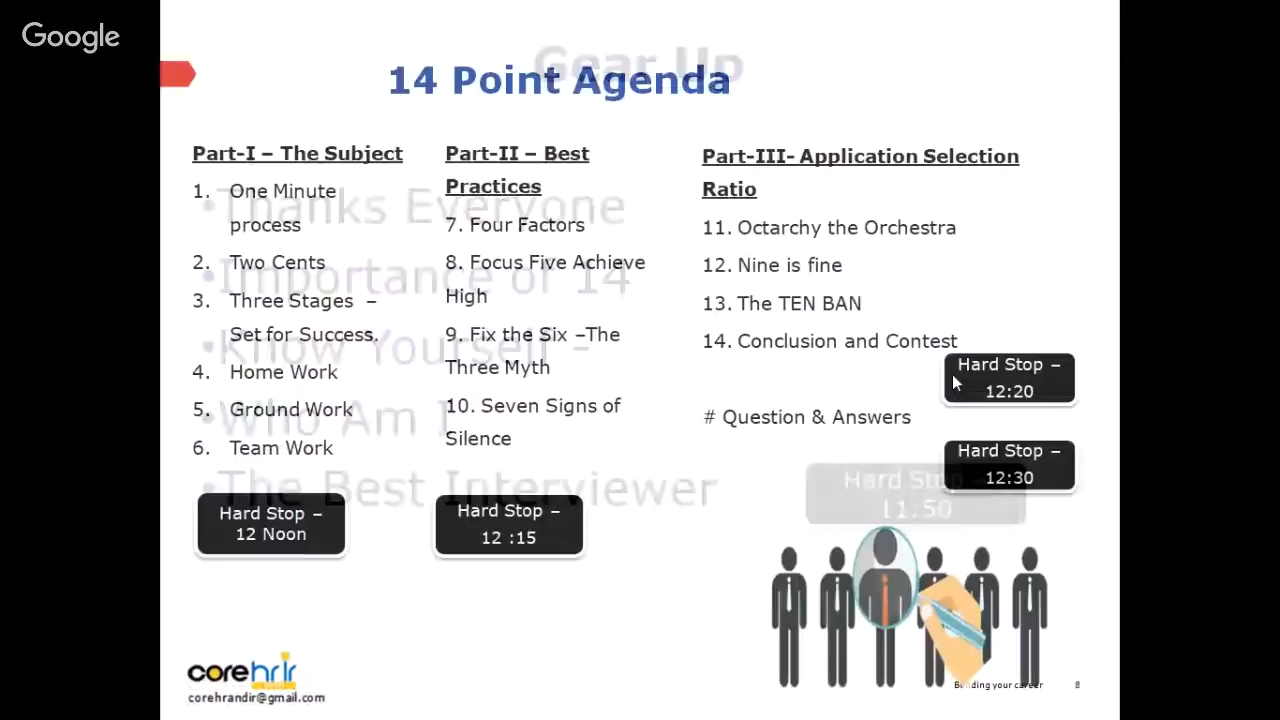 Google
Gear Up
14 Point Agenda
Part-I – The Subject
1. One Minute
process
2. Two Cents
3. Three Stages –
Set for Success.
4. Home Work
5. Ground Work
6. Team Work
Hard Stop –
12 Noon
Part-II – Best
Practices
7. Four Factors
8. Focus Five Achieve
High
9. Fix the Six –The
Three Myth
10. Seven Signs of
Silence
Hard Stop –
12 :15
Part-III- Application Selection
Ratio
11. Octarchy the Orchestra
12. Nine is fine
13. The TEN BAN
14. Conclusion and Contest
Hard Stop –
12:20
# Question & Answers
Hard Stop –
12:30
•Thanks Everyone
•Importance of 14
•Know Yourself –
•Who Am I
•The Best Interviewer
Hard Stop –
11:50
corehrir
corehrandir@gmail.com
Building your career
8